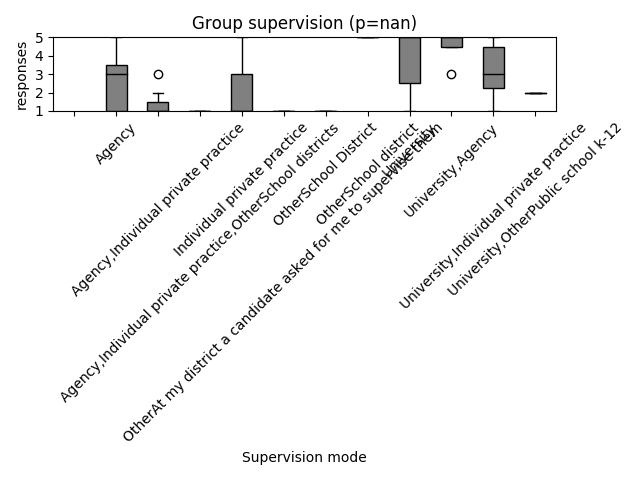 Group supervision (p=nan)
responses
5
4
3
2
1
Agency
Agency,Individual private practice
Individual private practice
Agency,Individual private practice,OtherSchool districts
OtherSchool District
OtherSchool district
OtherAt my district a candidate asked for me to supervise them
University
University,Agency
University,Individual private practice
University,OtherPublic school k-12
Supervision mode